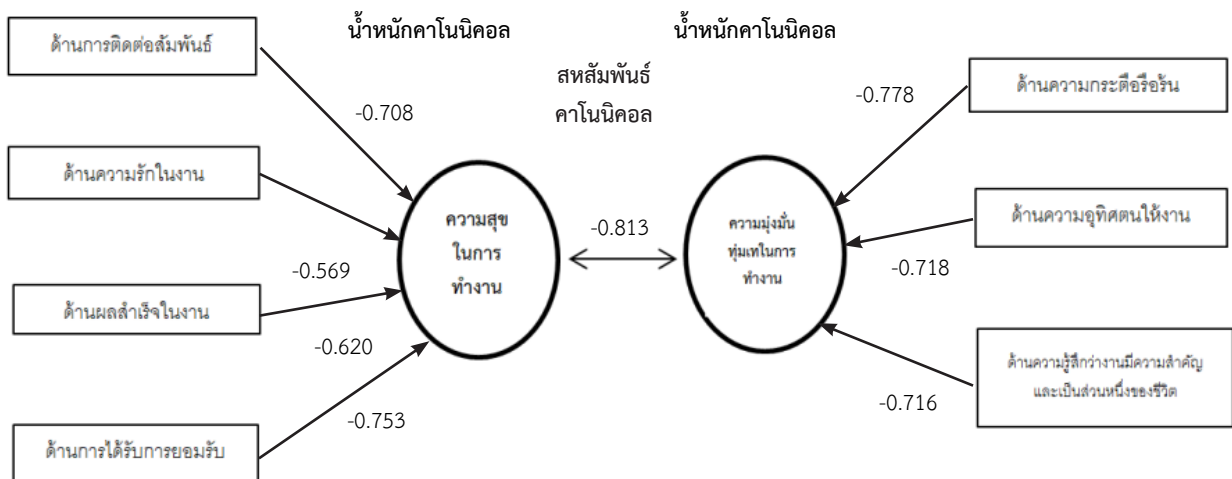 น้ำหนักคาโนนิคอล
น้ำหนักคาโนนิคอล
สหสัมพันธ์
คาโนนิคอล
ด้านการติดต่อสัมพันธ์
-0.708
ด้านความรักในงาน
-0.569
ด้านผลสำเร็จในงาน
-0.620
ด้านการได้รับการยอมรับ
-0.753
ความสุข
ในการ
ทำงาน
-0.813
ความมุ่งมั่น
ทุ่มเทในการ
ทำงาน
-0.778
ด้านความกระตือรือร้น
ด้านความอุทิศตนให้งาน
-0.718
ด้านความรู้สึกว่างานมีความสำคัญ
และเป็นส่วนหนึ่งของชีวิต
-0.716